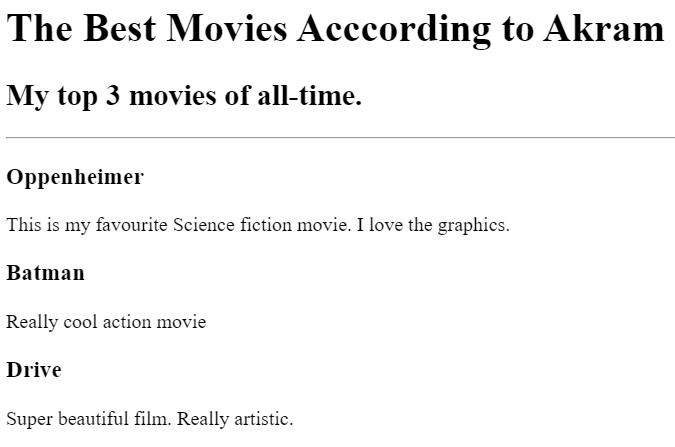 The Best Movies Acccording to Akram
My top 3 movies of all-time.
Oppenheimer
This is my favourite Science fiction movie. I love the graphics.
Batman
Really cool action movie
Drive
Super beautiful film. Really artistic.